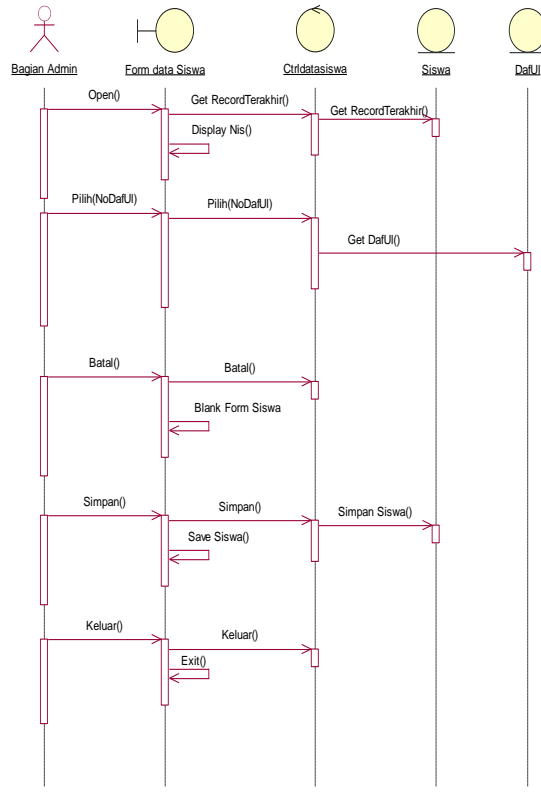 Bagian Admin
Form data Siswa
Ctrldatasiswa
Siswa
DafUl
Open()
Get RecordTerakhir()
Get RecordTerakhir()
Display Nis()
Pilih(NoDafUl)
Pilih(NoDafUl)
Get DafUl()
Batal()
Batal()
Blank Form Siswa
Simpan()
Simpan()
Simpan Siswa()
Save Siswa()
Keluar()
Keluar()
Exit()